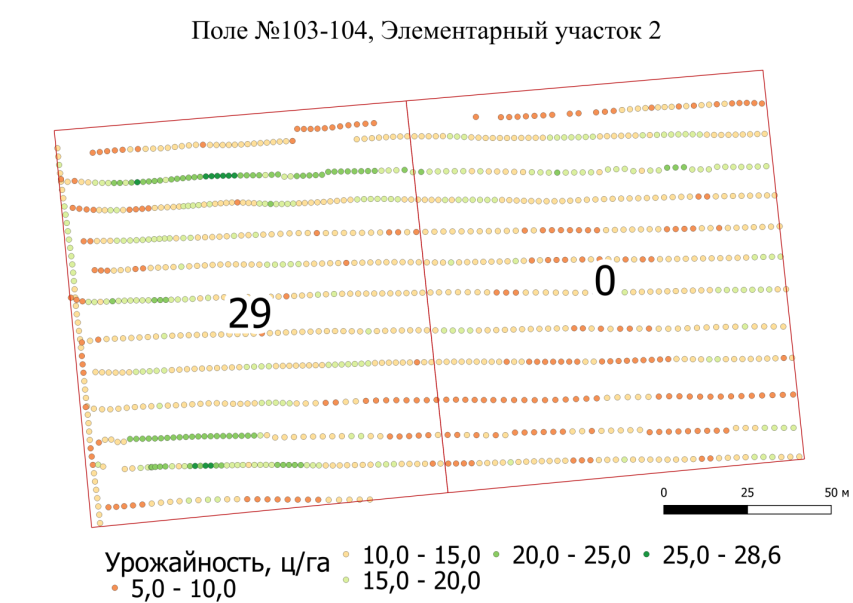 Поле №103-104, Элементарный участок 2
29
0
0 25 50 м
Урожайность, ц/га
5,0 - 10,0
10,0 - 15,0
15,0 - 20,0
20,0 - 25,0
25,0 - 28,6